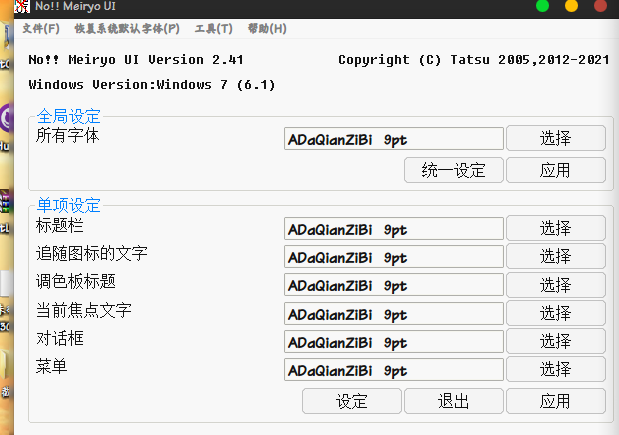 No!! Meiryo UI
文件(F) 恢复系统默认字体(P) 工具(T) 帮助(H)
No!! Meiryo UI Version 2.41 Copyright (C) Tatsu 2005,2012-2021
Windows Version:Windows 7 (6.1)
全局设定
所有字体 ADaQianZiBi 9pt 选择
统一设定 应用
单项设定
标题栏 ADaQianZiBi 9pt 选择
追随图标的文字 ADaQianZiBi 9pt 选择
调色板标题 ADaQianZiBi 9pt 选择
当前焦点文字 ADaQianZiBi 9pt 选择
对话框 ADaQianZiBi 9pt 选择
菜单 ADaQianZiBi 9pt 选择
设定 退出 应用